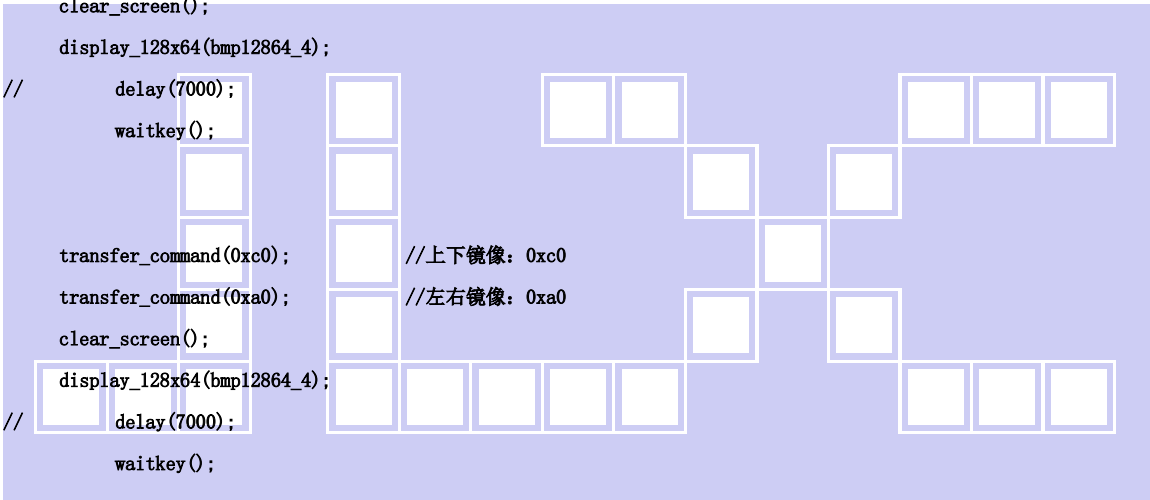 clear_screen();
display_128x64(bmp12864_4);
// delay(7000);
waitkey();
transfer_command(0xc0); //上下镜像：0xc0
transfer_command(0xa0); //左右镜像：0xa0
clear_screen();
display_128x64(bmp12864_4);
// delay(7000);
waitkey();
JLX